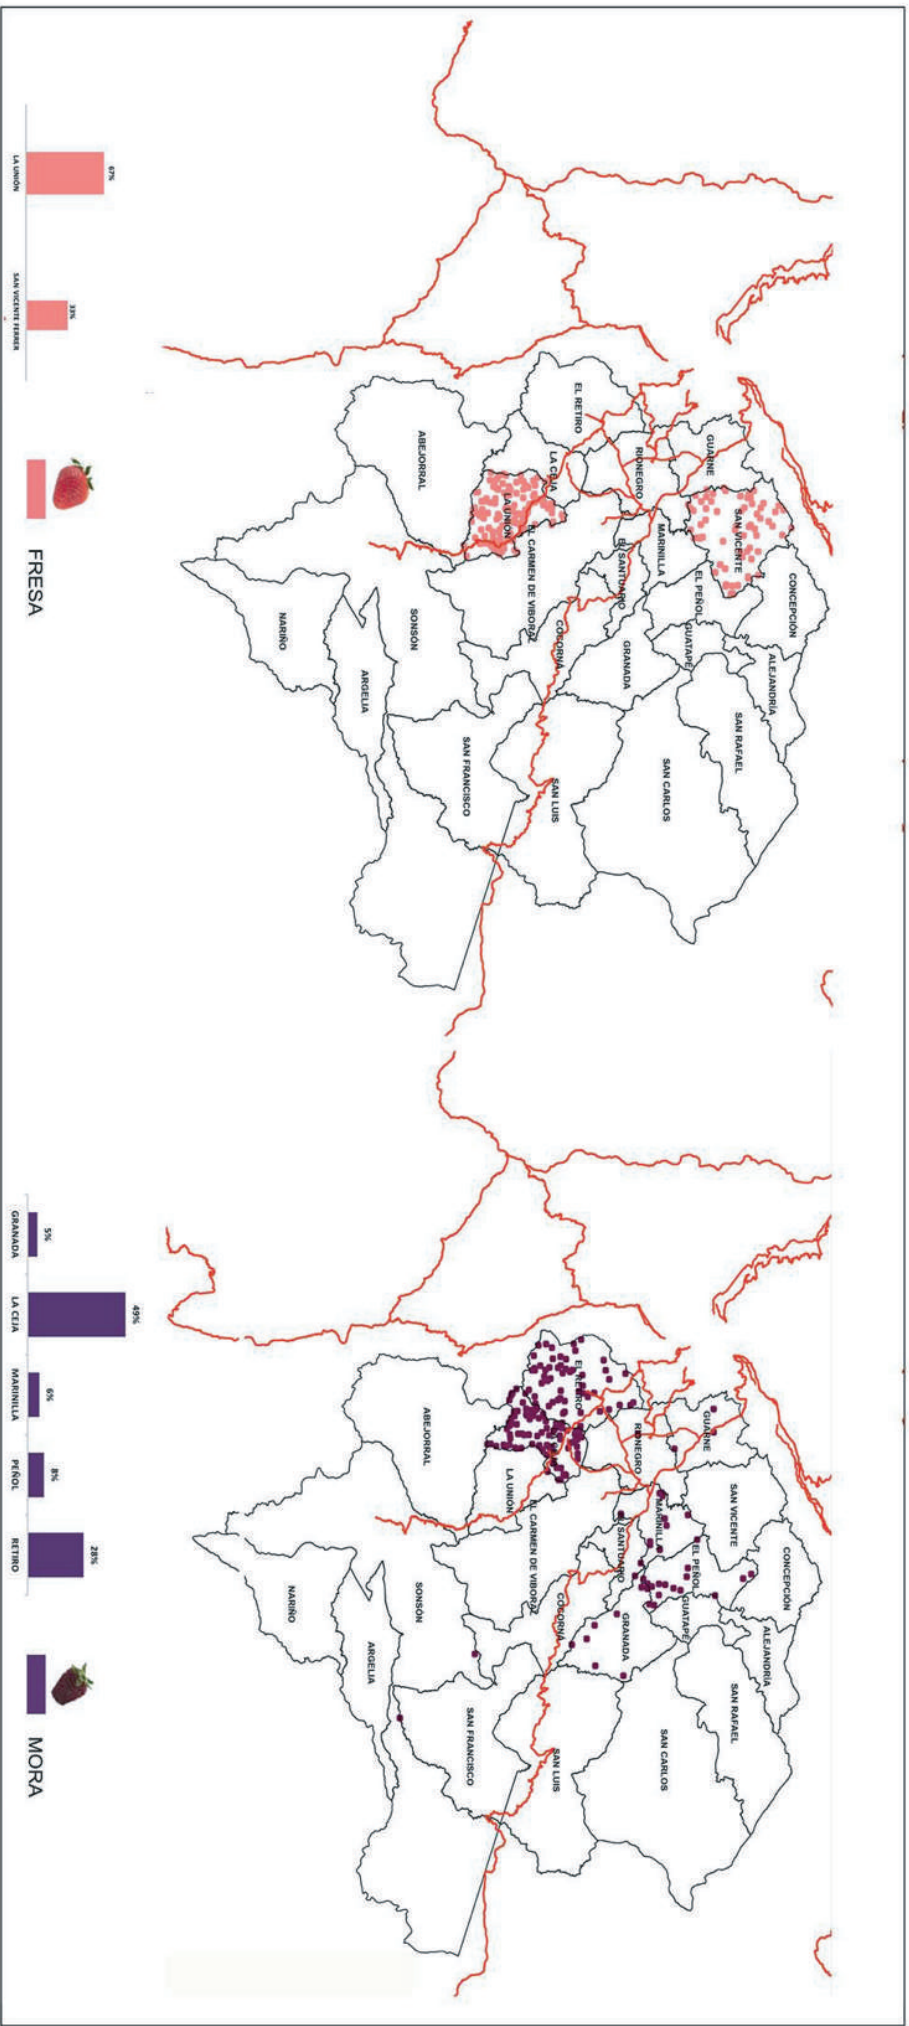 CONCEPCIÓN
ALEJANDRÍA
SAN VICENTE
GUARNE
SAN RAFAEL
EL PEÑOL
GUATAPÉ
MARINILLA
SAN CARLOS
RIONEGRO
EL SANTUARIO
GRANADA
EL RETIRO
LA CEJA
COCORNÁ
SAN LUIS
EL CARMEN DE VIBORAL
LA UNIÓN
SAN FRANCISCO
ABEJORRAL
SONSÓN
ARGELIA
NARIÑO
67%
33%
LA UNIÓN
SAN VICENTE FERRER
FRESA
CONCEPCIÓN
ALEJANDRÍA
SAN VICENTE
GUARNE
SAN RAFAEL
EL PEÑOL
GUATAPÉ
MARINILLA
SAN CARLOS
RIONEGRO
EL SANTUARIO
GRANADA
EL RETIRO
COCORNÁ
SAN LUIS
EL CARMEN DE VIBORAL
LA UNIÓN
SAN FRANCISCO
ABEJORRAL
SONSÓN
ARGELIA
NARIÑO
5%
49%
6%
8%
28%
GRANADA
LA CEJA
MARINILLA
PEÑOL
RETIRO
MORA